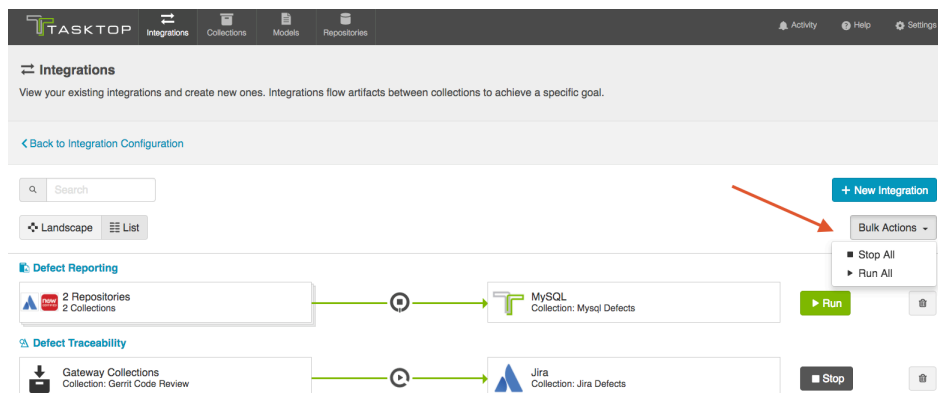 TASKTOP
Integrations
Collections
Models
Repositories
Activity
Help
Settings
Integrations
View your existing integrations and create new ones. Integrations flow artifacts between collections to achieve a specific goal.
Back to Integration Configuration
Search
+ New Integration
Landscape
List
Bulk Actions
Stop All
Run All
Defect Reporting
now
2 Repositories
2 Collections
MySQL
Collection: Mysql Defects
Run
Defect Traceability
Gateway Collections
Collection: Gerrit Code Review
Jira
Collection: Jira Defects
Stop